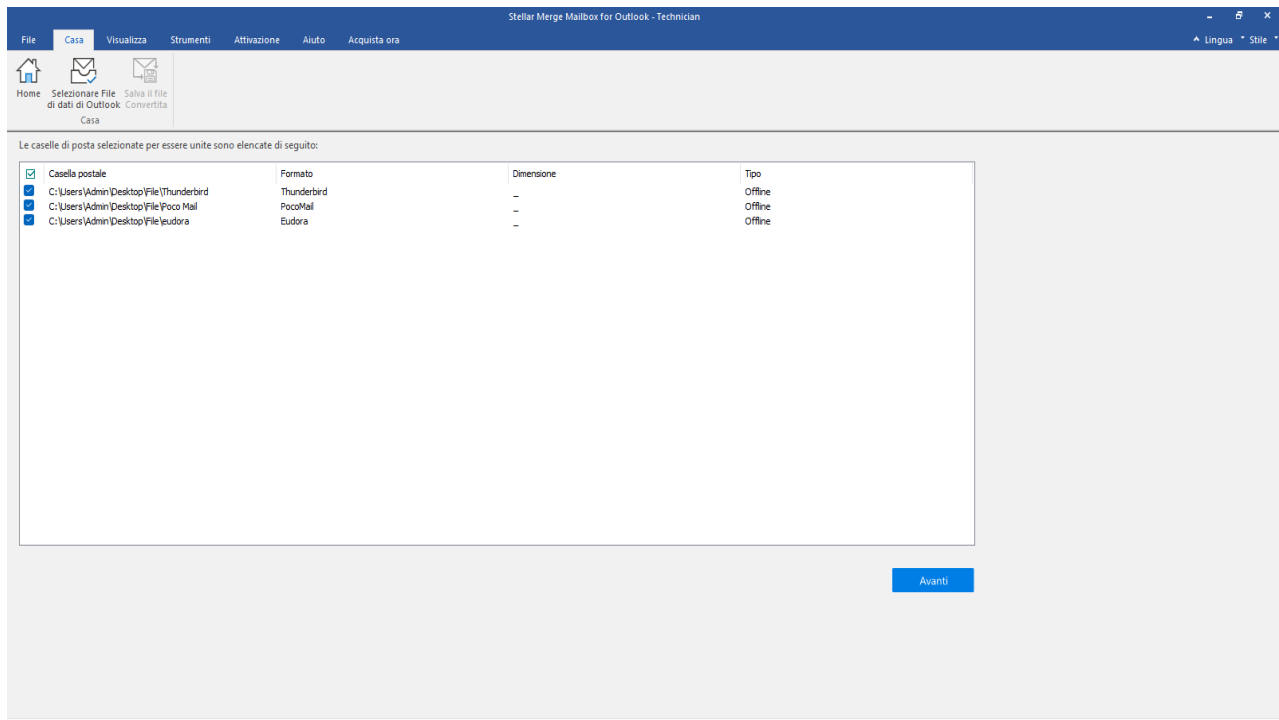 Stellar Merge Mailbox for Outlook - Technician
File Casa Visualizza Strumenti Attivazione Aiuto Acquista ora Lingua Stile
Home Selezionare File di dati di Outlook Salva il file Convertita
Casa
Le caselle di posta selezionate per essere unite sono elencate di seguito:
Casella postale Formato Dimensione Tipo
C:\Users\Admin\Desktop\File\Thunderbird Thunderbird _ Offline
C:\Users\Admin\Desktop\File\Poco Mail PocoMail _ Offline
C:\Users\Admin\Desktop\File\eudora Eudora _ Offline
Avanti